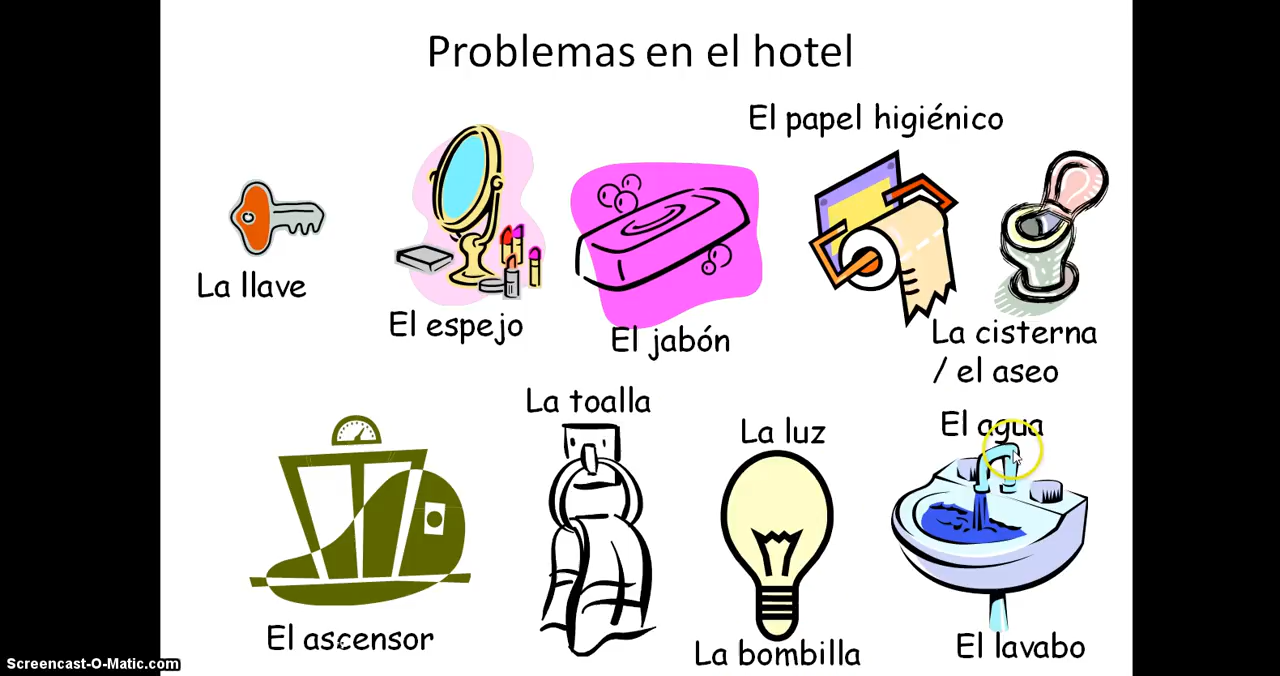 Problemas en el hotel
El papel higiénico
La llave
El espejo
El jabón
La cisterna
/ el aseo
La toalla
La luz
El agua
El ascensor
La bombilla
El lavabo
Screencast-O-Matic.com